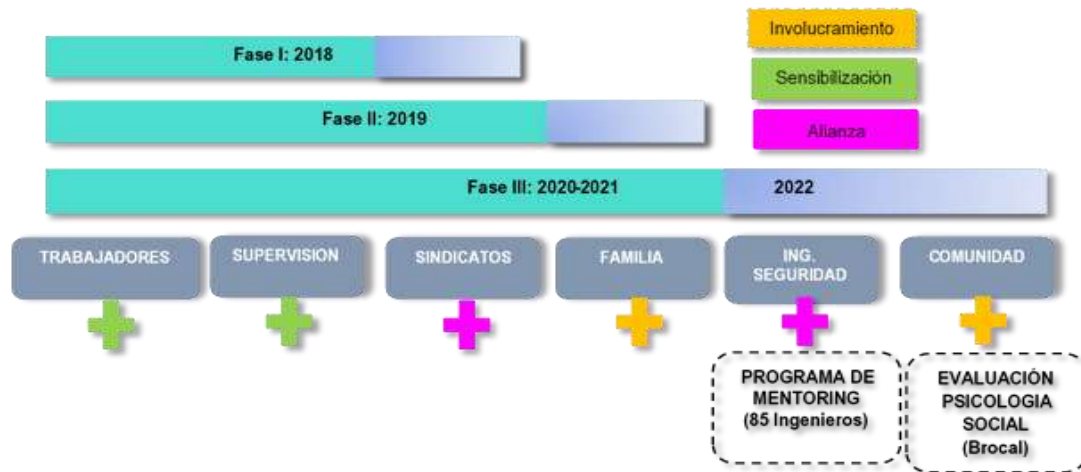 Fase I: 2018
Fase II: 2019
Fase III: 2020-2021
2022
Involucramiento
Sensibilización
Alianza
TRABAJADORES
SUPERVISION
SINDICATOS
FAMILIA
ING.
SEGURIDAD
COMUNIDAD
PROGRAMA DE
MENTORING
(85 Ingenieros)
EVALUACIÓN
PSICOLOGIA
SOCIAL
(Brocal)